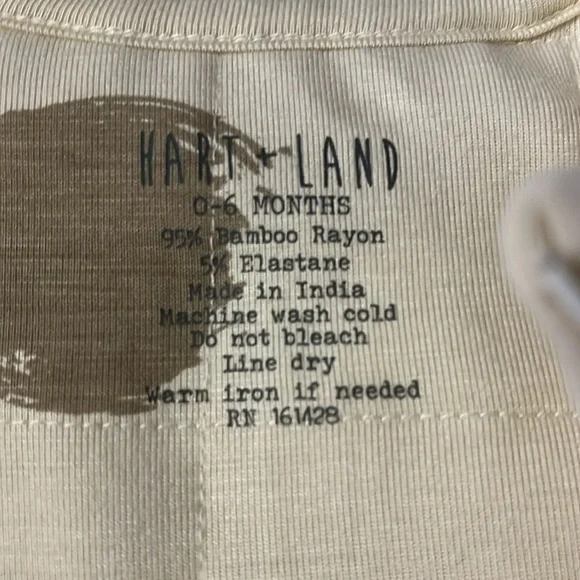 HART + LAND
0-6 MONTHS
95% Bamboo Rayon
5% Elastane
Made in India
Machine wash cold
Do not bleach
Line dry
Warm iron if needed
RN 161428